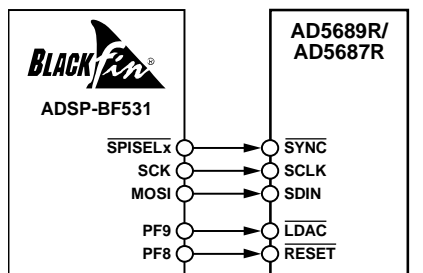 BLACKfin®
ADSP-BF531
AD5689R/
AD5687R
SPISELx SYNC
SCK SCLK
MOSI SDIN
PF9 LDAC
PF8 RESET